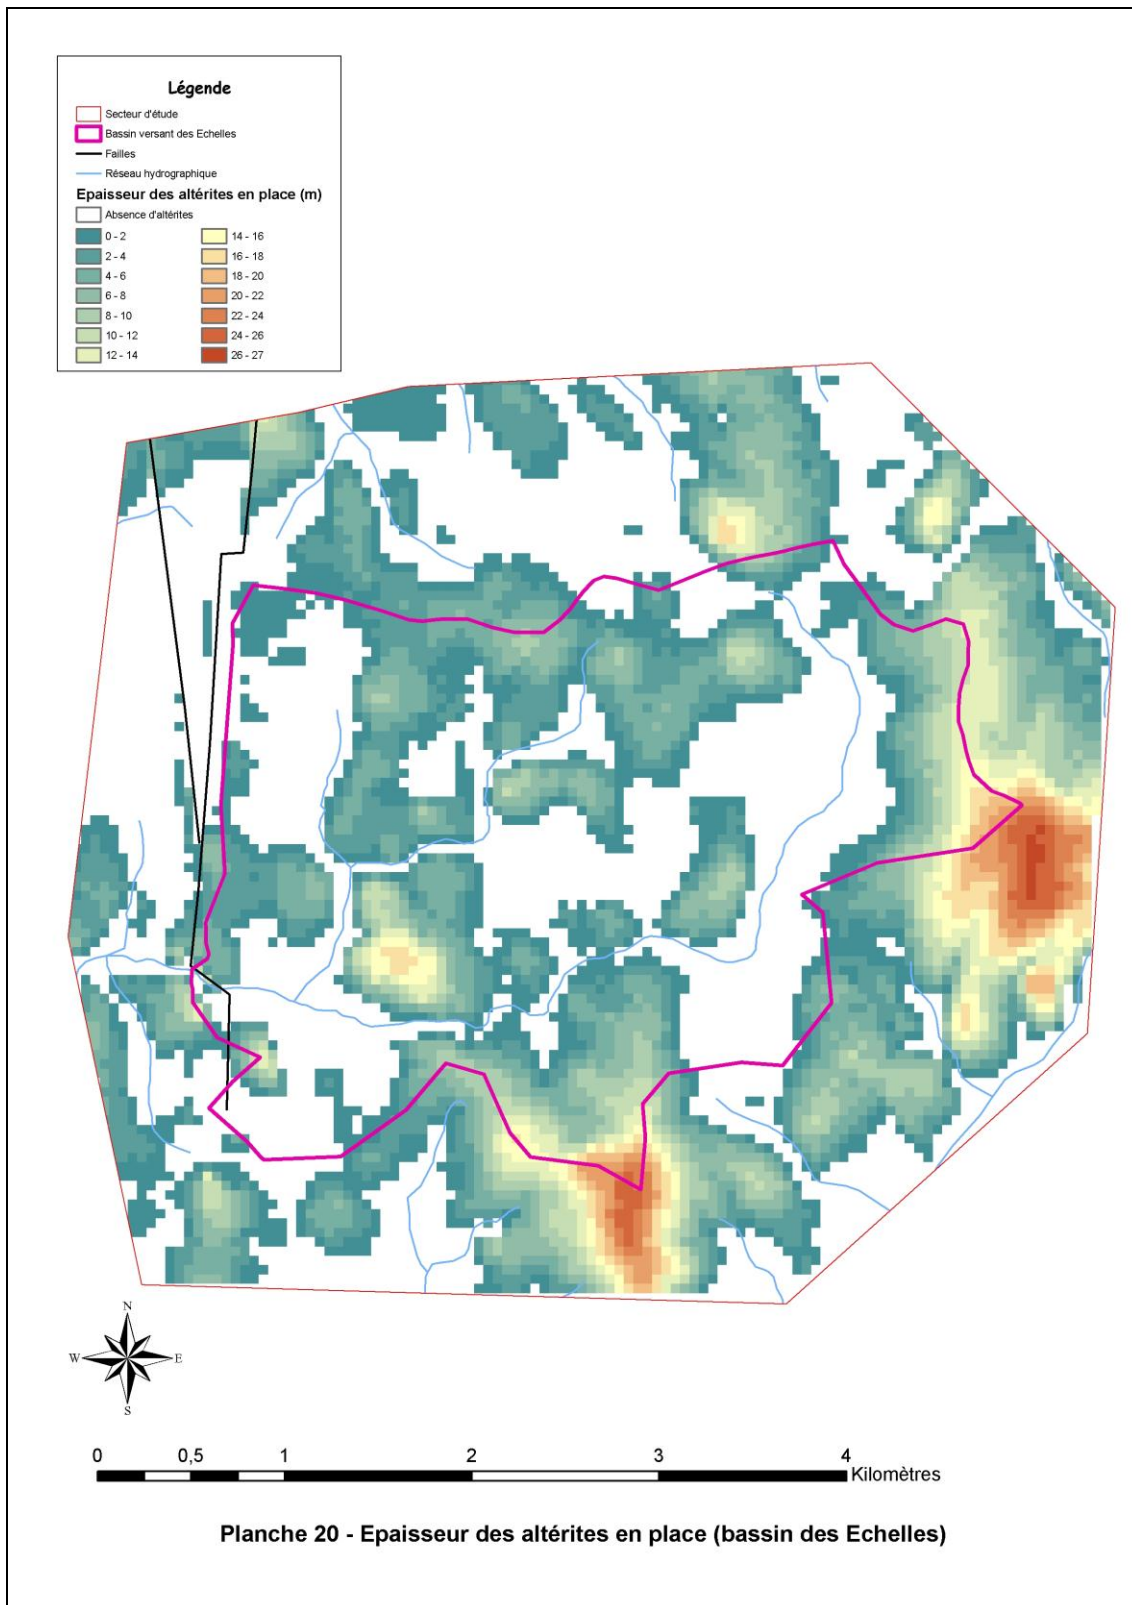 Légende
Secteur d'étude
Bassin versant des Echelles
Failles
Réseau hydrographique
Epaisseur des altérites en place (m)
Absence d'altérites
0 - 2
2 - 4
4 - 6
6 - 8
8 - 10
10 - 12
12 - 14
14 - 16
16 - 18
18 - 20
20 - 22
22 - 24
24 - 26
26 - 27
N
W E
S
0 0,5 1 2 3 4
Kilomètres
Planche 20 - Epaisseur des altérites en place (bassin des Echelles)